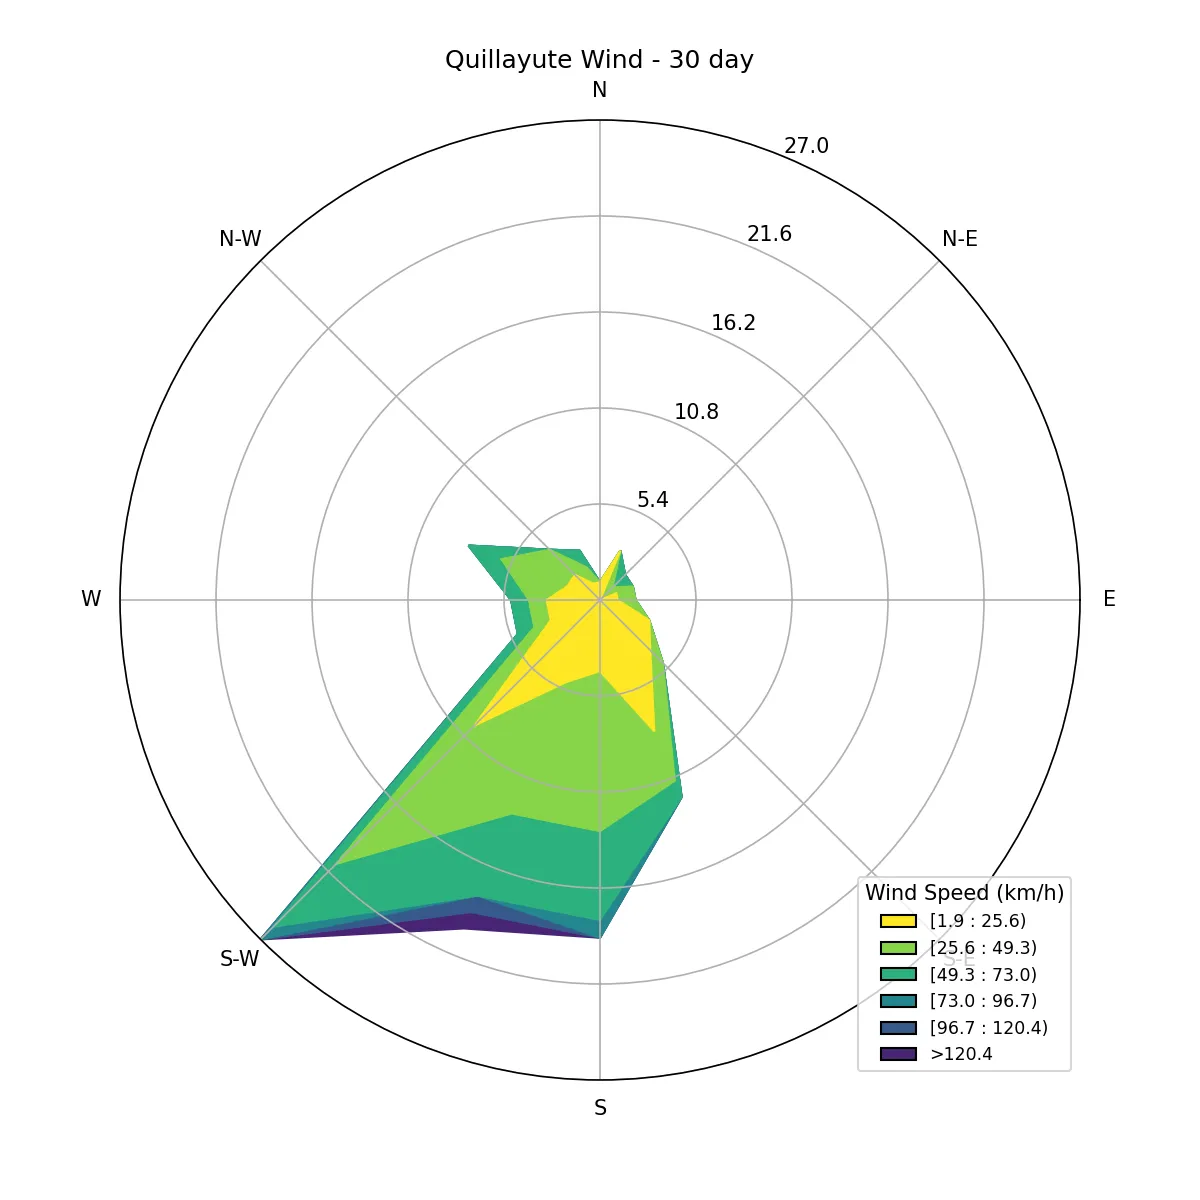 Quillayute Wind - 30 day
N
27.0
N-W
21.6
N-E
16.2
10.8
5.4
W
E
S-W
S-E
Wind Speed (km/h)
[1.9 : 25.6)
[25.6 : 49.3)
[49.3 : 73.0)
[73.0 : 96.7)
[96.7 : 120.4)
>120.4
S